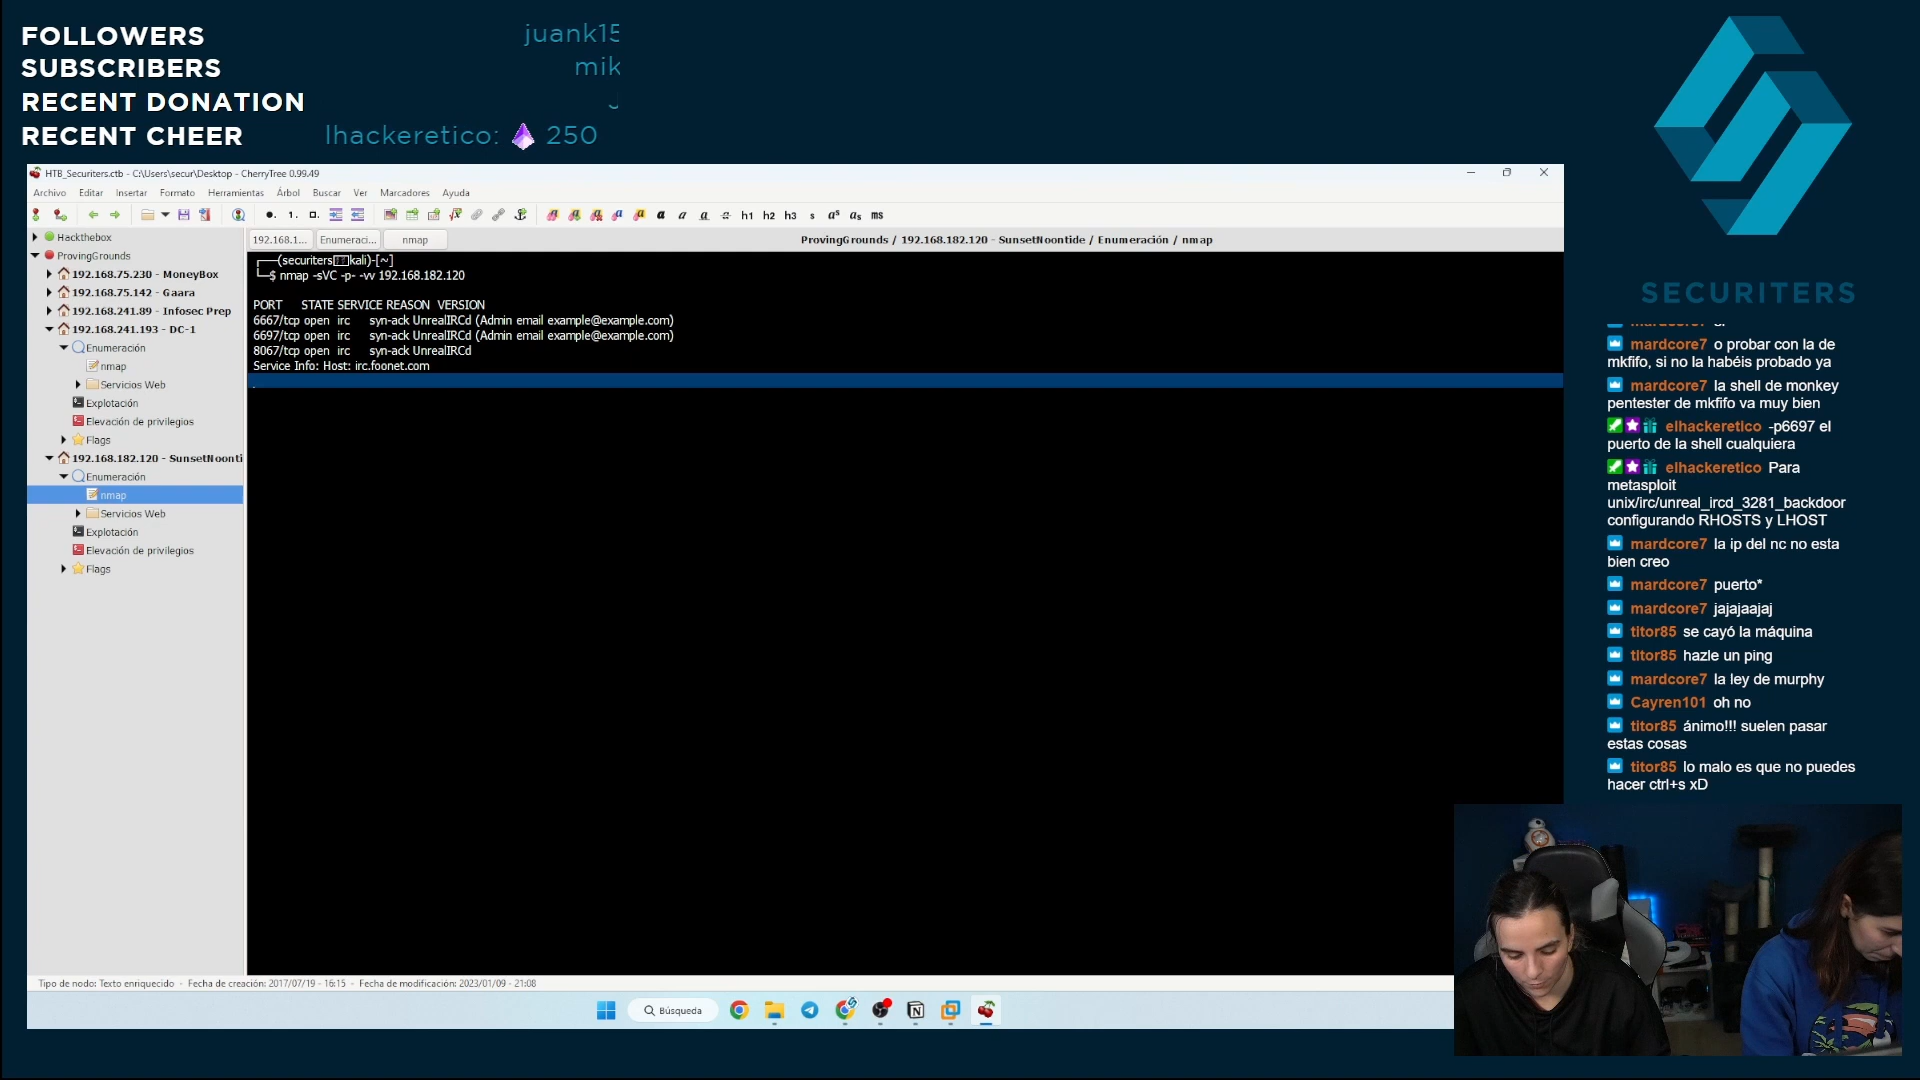 FOLLOWERS
juank15
SUBSCRIBERS
mik
RECENT DONATION
RECENT CHEER
lhackeretico: 250
HTB_Securiters.ctb - C:\Users\secur\Desktop - CherryTree 0.99.49
Archivo Editar Insertar Formato Herramientas Árbol Buscar Ver Marcadores Ayuda
h1 h2 h3 s ms
Hackthebox
ProvingGrounds
192.168.75.230 - MoneyBox
192.168.75.142 - Gaara
192.168.241.89 - Infosec Prep
192.168.241.193 - DC-1
Enumeración
nmap
Servicios Web
Explotación
Elevación de privilegios
Flags
192.168.182.120 - SunsetNoonti
Enumeración
nmap
Servicios Web
Explotación
Elevación de privilegios
Flags
192.168.1... Enumeraci... nmap
ProvingGrounds / 192.168.182.120 - SunsetNoontide / Enumeración / nmap
(securiters kali)-[~]
$ nmap -sVC -p- -vv 192.168.182.120
PORT STATE SERVICE REASON VERSION
6667/tcp open irc syn-ack UnrealIRCd (Admin email example@example.com)
6697/tcp open irc syn-ack UnrealIRCd (Admin email example@example.com)
8067/tcp open irc syn-ack UnrealIRCd
Service Info: Host: irc.foonet.com
Tipo de nodo: Texto enriquecido - Fecha de creación: 2017/07/19 - 16:15 - Fecha de modificación: 2023/01/09 - 21:08
Búsqueda
SECURITERS
mardcore7 o probar con la de
mkfifo, si no la habéis probado ya
mardcore7 la shell de monkey
pentester de mkfifo va muy bien
elhackeretico -p6697 el
puerto de la shell cualquiera
elhackeretico Para
metasploit
unix/irc/unreal_ircd_3281_backdoor
configurando RHOSTS y LHOST
mardcore7 la ip del nc no esta
bien creo
mardcore7 puerto*
mardcore7 jajajaajaj
titor85 se cayó la máquina
titor85 hazle un ping
mardcore7 la ley de murphy
Cayren101 oh no
titor85 ánimo!!! suelen pasar
estas cosas
titor85 lo malo es que no puedes
hacer ctrl+s xD